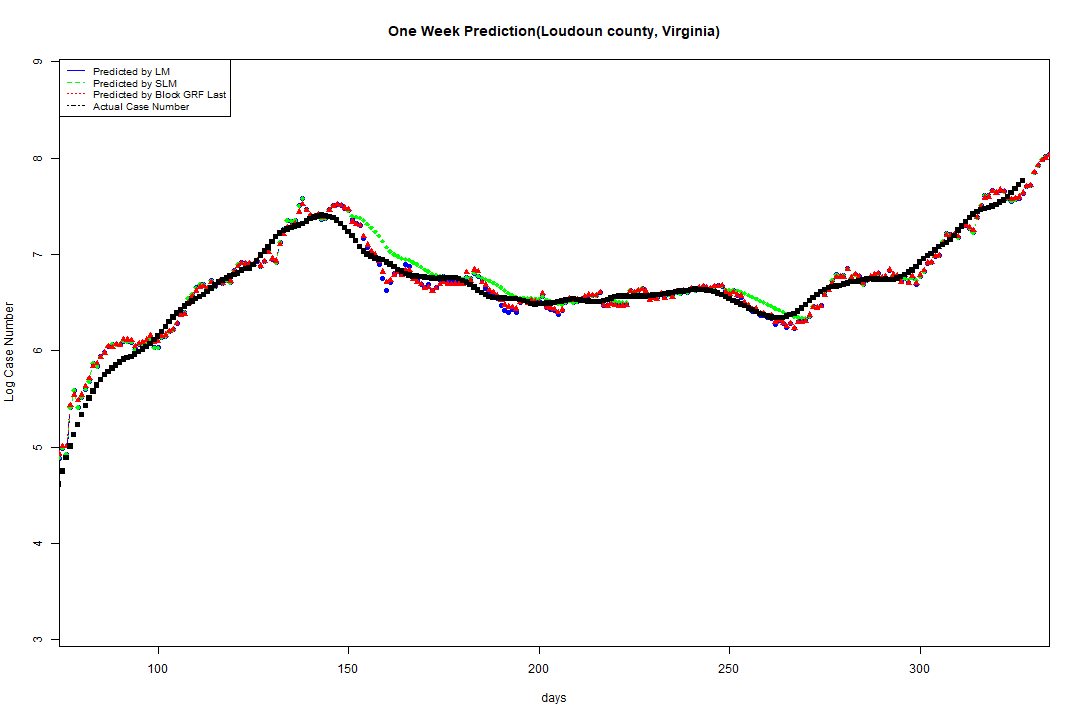 One Week Prediction(Loudoun county, Virginia)
Predicted by LM
Predicted by SLM
Predicted by Block GRF Last
Actual Case Number
9
8
7
6
5
4
3
Log Case Number
100 150 200 250 300
days